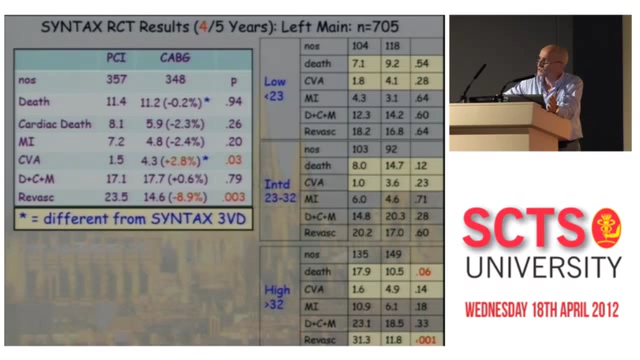 SYNTAX RCT Results (4/5 Years): Left Main: n=705
PCI CABG
nos 357 348 p
Death 11.4 11.2 (-0.2%)* .94
Cardiac Death 8.1 5.9 (-2.3%) .26
MI 7.2 4.8 (-2.4%) .20
CVA 1.5 4.3 (+2.8%)* .03
D+C+M 17.1 17.7 (+0.6%) .79
Revasc 23.5 14.6 (-8.9%) .003
* = different from SYNTAX 3VD
Low
<23
nos 104 118
death 7.1 9.2 .54
CVA 1.8 4.1 .28
MI 4.3 3.1 .64
D+C+M 12.3 14.2 .60
Revasc 18.2 16.8 .64
Intd
23-32
nos 103 92
death 8.0 14.7 .12
CVA 1.0 3.6 .23
MI 6.0 4.6 .71
D+C+M 14.8 20.3 .28
Revasc 20.2 17.0 .60
High
>32
nos 135 149
death 17.9 10.5 .06
CVA 1.6 4.9 .14
MI 10.9 6.1 .18
D+C+M 23.1 18.5 .33
Revasc 31.3 11.8 <.001
SCTS
UNIVERSITY
WEDNESDAY 18TH APRIL 2012